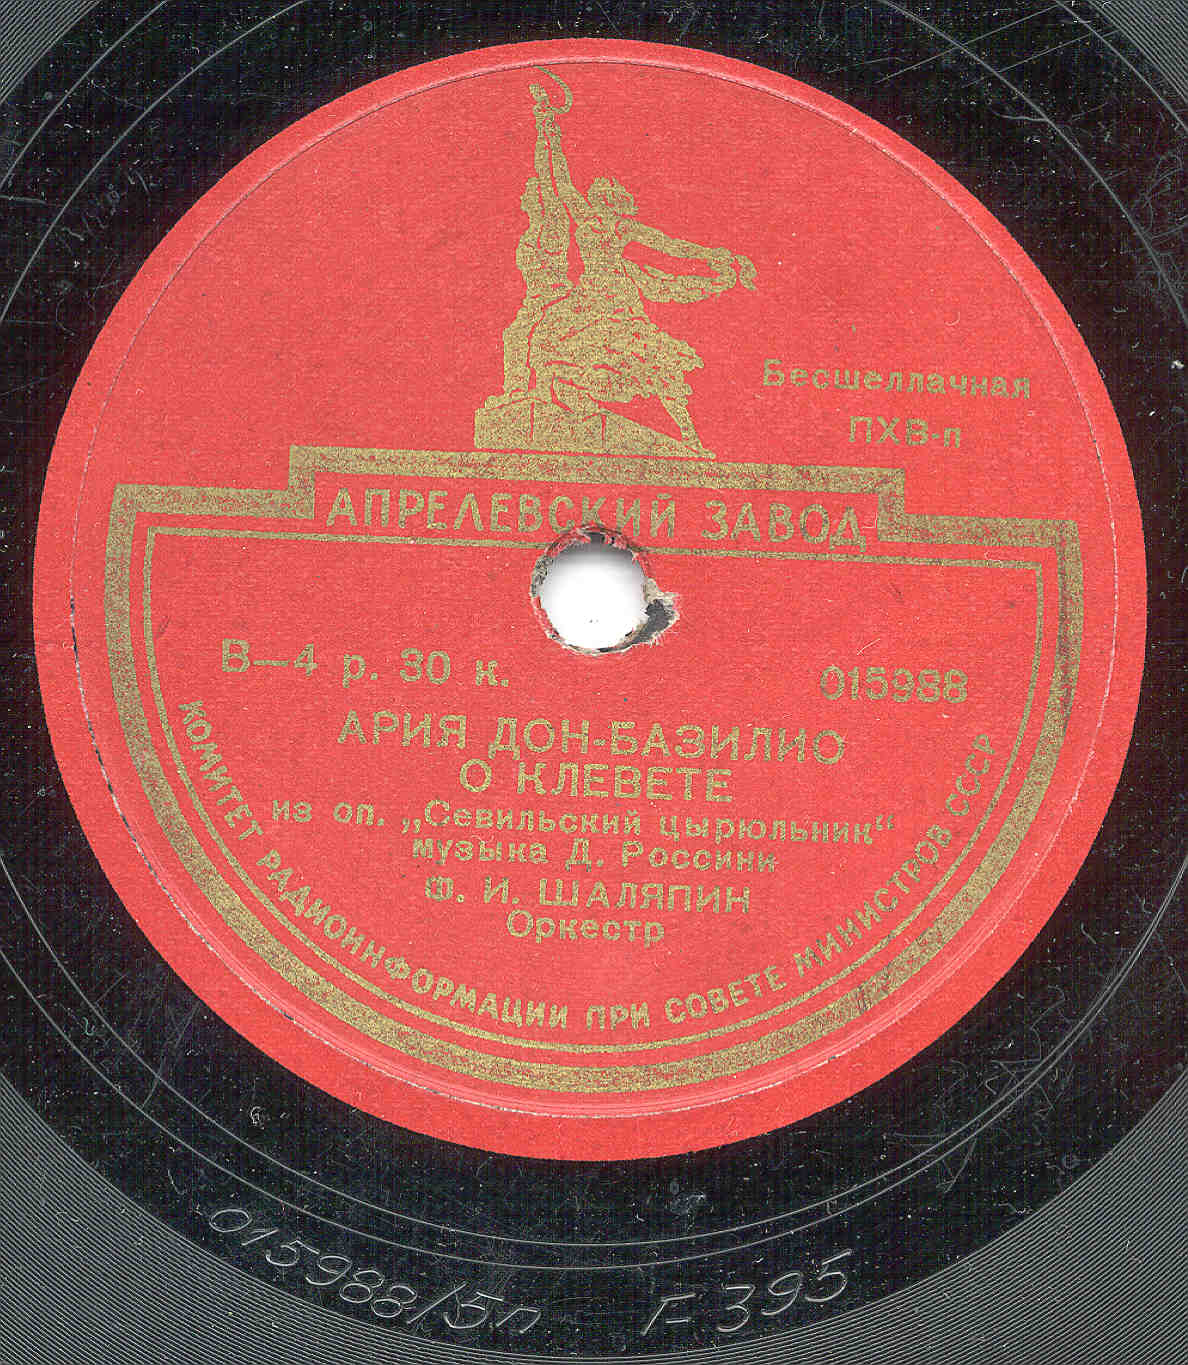 Бесшеллачная
ПХВ-п
АПРЕЛЕВСКИЙ ЗАВОД
В—4 р. 30 к.
015988
АРИЯ ДОН-БАЗИЛИО
О КЛЕВЕТЕ
из оп. „Севильский цырюльник“
музыка Д. Россини
Ф. И. ШАЛЯПИН
Оркестр
КОМИТЕТ РАДИОИНФОРМАЦИИ ПРИ СОВЕТЕ МИНИСТРОВ СССР
015988/5п Г-395